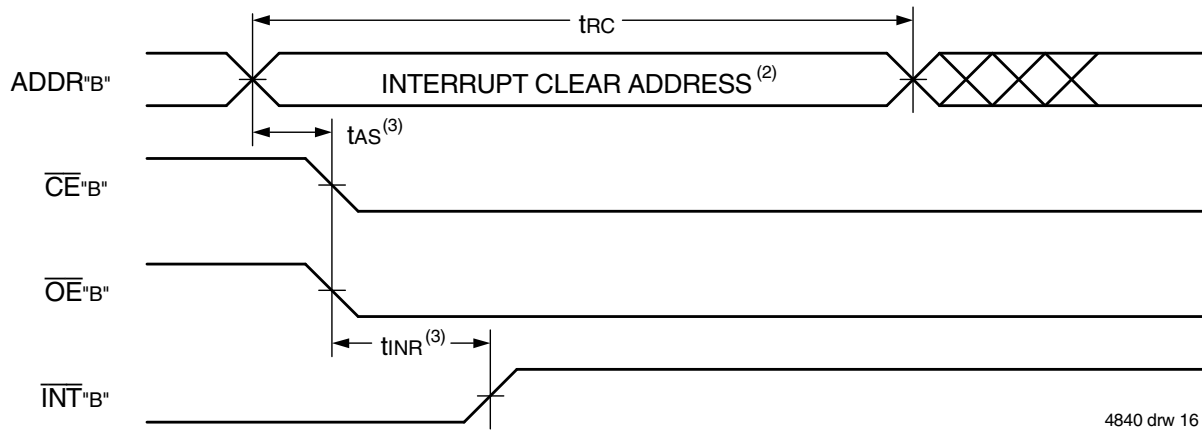 tRC
ADDR"B"
INTERRUPT CLEAR ADDRESS(2)
tAS(3)
CE"B"
OE"B"
tINR(3)
INT"B"
4840 drw 16